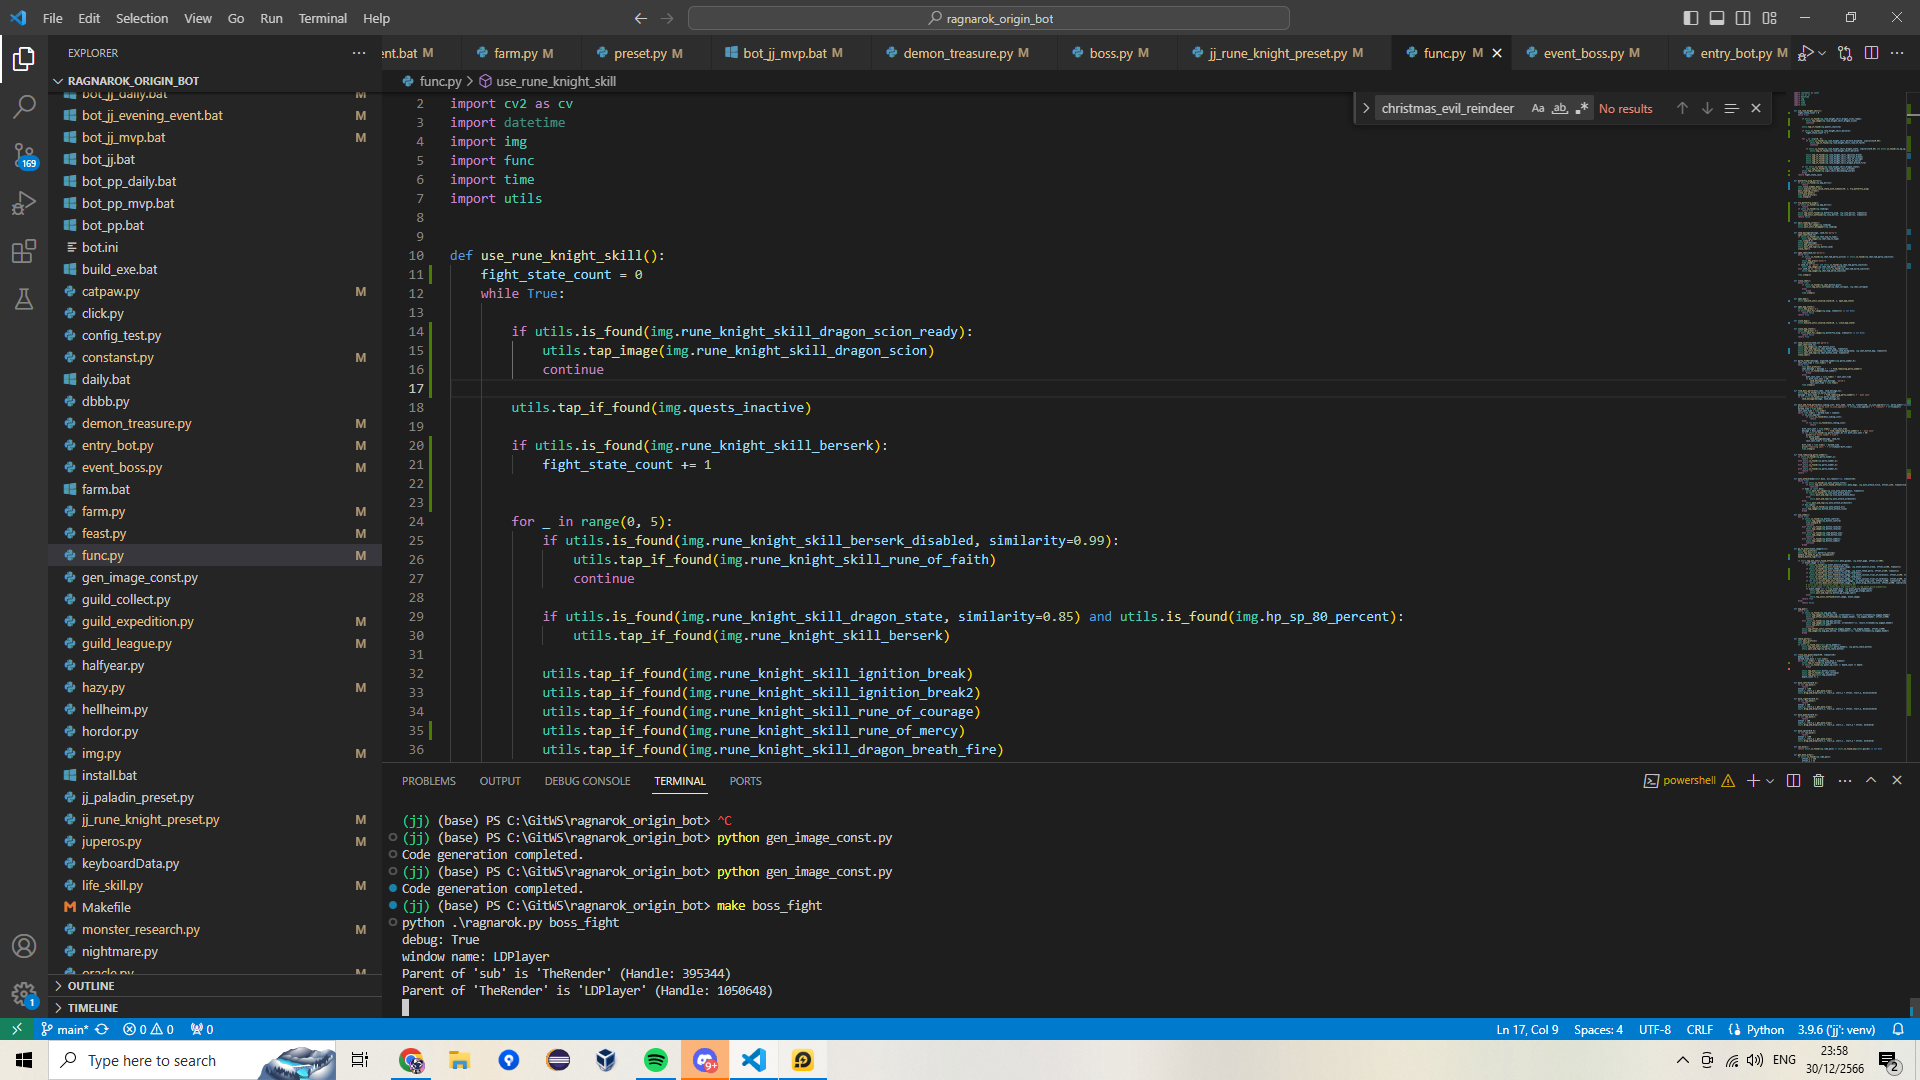 File Edit Selection View Go Run Terminal Help
ragnarok_origin_bot
EXPLORER
RAGNAROK_ORIGIN_BOT
bot_jj_daily.bat M
bot_jj_evening_event.bat M
bot_jj_mvp.bat M
bot_jj.bat
bot_pp_daily.bat
bot_pp_mvp.bat
bot_pp.bat
bot.ini
build_exe.bat
catpaw.py M
click.py
config_test.py
constanst.py M
daily.bat
dbbb.py
demon_treasure.py M
entry_bot.py M
event_boss.py M
farm.bat
farm.py M
feast.py M
func.py M
gen_image_const.py
guild_collect.py
guild_expedition.py M
guild_league.py M
halfyear.py
hazy.py M
hellheim.py
hordor.py
img.py M
install.bat
jj_paladin_preset.py
jj_rune_knight_preset.py M
juperos.py M
keyboardData.py
life_skill.py M
Makefile
monster_research.py M
nightmare.py
oracle.py M
OUTLINE
TIMELINE
169
1
ent.bat M farm.py M preset.py M bot_jj_mvp.bat M demon_treasure.py M boss.py M jj_rune_knight_preset.py M func.py M event_boss.py M entry_bot.py M
func.py > use_rune_knight_skill
christmas_evil_reindeer Aa ab No results
2 import cv2 as cv
3 import datetime
4 import img
5 import func
6 import time
7 import utils
8
9
10 def use_rune_knight_skill():
11 fight_state_count = 0
12 while True:
13
14 if utils.is_found(img.rune_knight_skill_dragon_scion_ready):
15 utils.tap_image(img.rune_knight_skill_dragon_scion)
16 continue
17
18 utils.tap_if_found(img.quests_inactive)
19
20 if utils.is_found(img.rune_knight_skill_berserk):
21 fight_state_count += 1
22
23
24 for _ in range(0, 5):
25 if utils.is_found(img.rune_knight_skill_berserk_disabled, similarity=0.99):
26 utils.tap_if_found(img.rune_knight_skill_rune_of_faith)
27 continue
28
29 if utils.is_found(img.rune_knight_skill_dragon_state, similarity=0.85) and utils.is_found(img.hp_sp_80_percent):
30 utils.tap_if_found(img.rune_knight_skill_berserk)
31
32 utils.tap_if_found(img.rune_knight_skill_ignition_break)
33 utils.tap_if_found(img.rune_knight_skill_ignition_break2)
34 utils.tap_if_found(img.rune_knight_skill_rune_of_courage)
35 utils.tap_if_found(img.rune_knight_skill_rune_of_mercy)
36 utils.tap_if_found(img.rune_knight_skill_dragon_breath_fire)
PROBLEMS OUTPUT DEBUG CONSOLE TERMINAL PORTS
powershell
(jj) (base) PS C:\GitWS\ragnarok_origin_bot> ^C
(jj) (base) PS C:\GitWS\ragnarok_origin_bot> python gen_image_const.py
Code generation completed.
(jj) (base) PS C:\GitWS\ragnarok_origin_bot> python gen_image_const.py
Code generation completed.
(jj) (base) PS C:\GitWS\ragnarok_origin_bot> make boss_fight
python .\ragnarok.py boss_fight
debug: True
window name: LDPlayer
Parent of 'sub' is 'TheRender' (Handle: 395344)
Parent of 'TheRender' is 'LDPlayer' (Handle: 1050648)
main* 0 0 0
Ln 17, Col 9 Spaces: 4 UTF-8 CRLF Python 3.9.6 ('jj': venv)
Type here to search
9+
ENG
23:58
30/12/2566
2